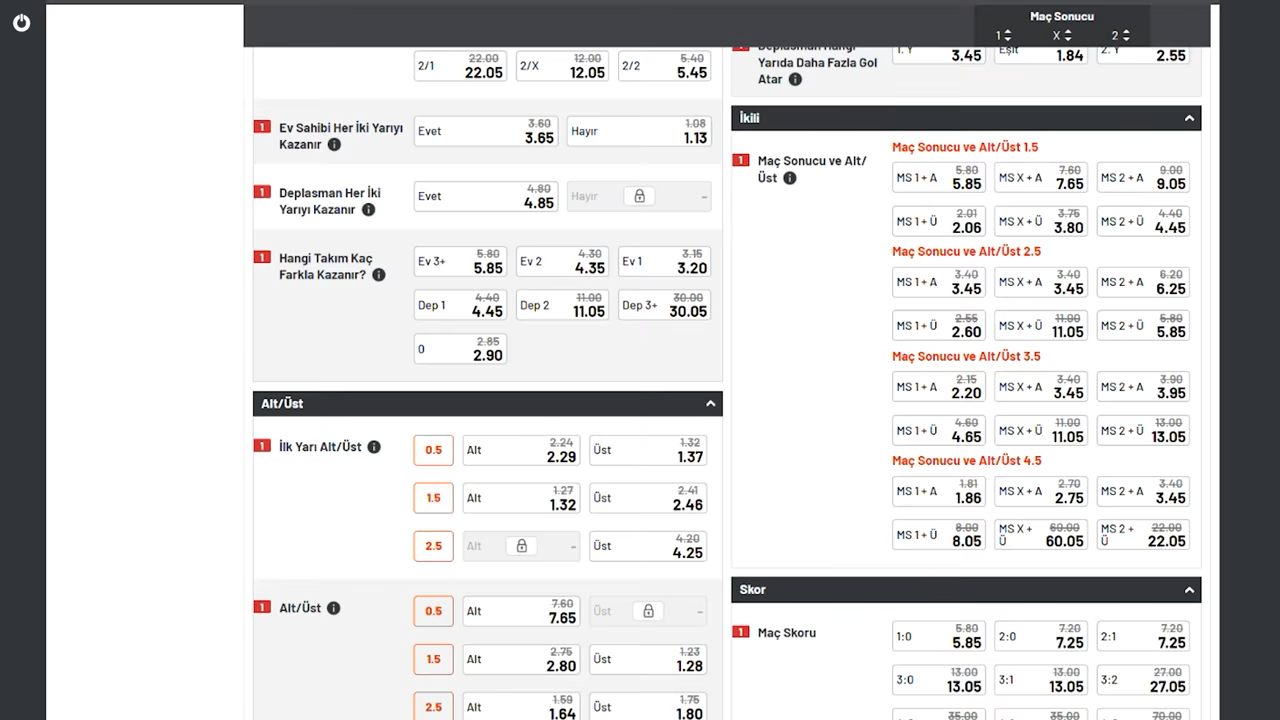 Maç Sonucu
1 X 2
2/1 22.00 22.05
2/X 12.00 12.05
2/2 5.40 5.45
1 Ev Sahibi Her İki Yarıyı Kazanır
Evet 3.60 3.65
Hayır 1.08 1.13
1 Deplasman Her İki Yarıyı Kazanır
Evet 4.80 4.85
Hayır -
1 Hangi Takım Kaç Farkla Kazanır?
Ev 3+ 5.80 5.85
Ev 2 4.30 4.35
Ev 1 3.15 3.20
Dep 1 4.40 4.45
Dep 2 11.00 11.05
Dep 3+ 30.00 30.05
0 2.85 2.90
Alt/Üst
1 İlk Yarı Alt/Üst
0.5 Alt 2.24 2.29 Üst 1.32 1.37
1.5 Alt 1.27 1.32 Üst 2.41 2.46
2.5 Alt - Üst 4.20 4.25
1 Alt/Üst
0.5 Alt 7.60 7.65 Üst -
1.5 Alt 2.75 2.80 Üst 1.23 1.28
2.5 Alt 1.59 1.64 Üst 1.75 1.80
Deplasman Hangi
Yarıda Daha Fazla Gol
Atar
1. Y 3.45
Eşit 1.84
2. Y 2.55
İkili
1 Maç Sonucu ve Alt/
Üst
Maç Sonucu ve Alt/Üst 1.5
MS 1 + A 5.80 5.85
MS X + A 7.60 7.65
MS 2 + A 9.00 9.05
MS 1 + Ü 2.01 2.06
MS X + Ü 3.75 3.80
MS 2 + Ü 4.40 4.45
Maç Sonucu ve Alt/Üst 2.5
MS 1 + A 3.40 3.45
MS X + A 3.40 3.45
MS 2 + A 6.20 6.25
MS 1 + Ü 2.55 2.60
MS X + Ü 11.00 11.05
MS 2 + Ü 5.80 5.85
Maç Sonucu ve Alt/Üst 3.5
MS 1 + A 2.15 2.20
MS X + A 3.40 3.45
MS 2 + A 3.90 3.95
MS 1 + Ü 4.60 4.65
MS X + Ü 11.00 11.05
MS 2 + Ü 13.00 13.05
Maç Sonucu ve Alt/Üst 4.5
MS 1 + A 1.81 1.86
MS X + A 2.70 2.75
MS 2 + A 3.40 3.45
MS 1 + Ü 8.00 8.05
MS X + Ü 60.00 60.05
MS 2 + Ü 22.00 22.05
Skor
1 Maç Skoru
1:0 5.80 5.85
2:0 7.20 7.25
2:1 7.20 7.25
3:0 13.00 13.05
3:1 13.00 13.05
3:2 27.00 27.05
35.00 35.00 70.00